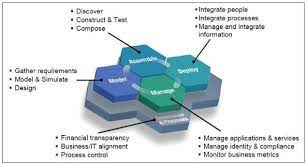 • Discover
• Construct & Test
• Compose
• Integrate people
• Integrate processes
• Manage and integrate
information
Assemble
• Gather requirements
• Model & Simulate
• Design
Model
Deploy
Manage
& Processes
• Financial transparency
• Business/IT alignment
• Process control
• Manage applications & services
• Manage identity & compliance
• Monitor business metrics